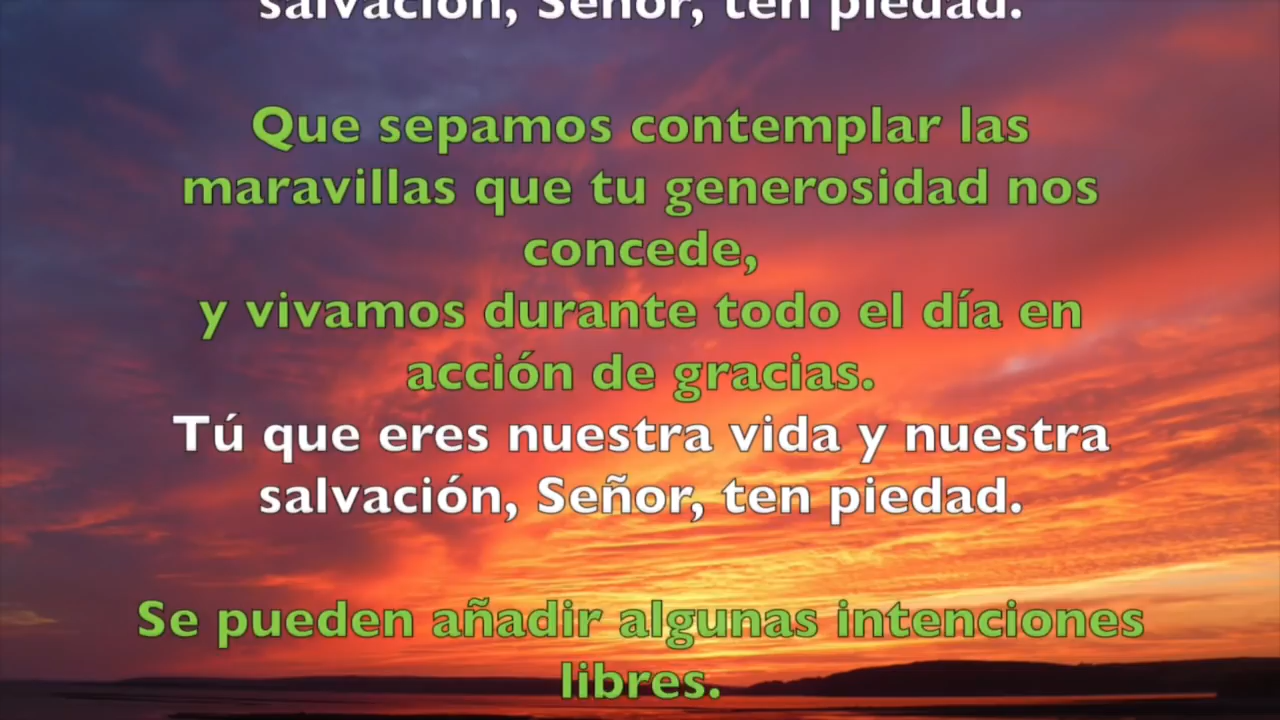 salvación, Señor, ten piedad.
Que sepamos contemplar las
maravillas que tu generosidad nos
concede,
y vivamos durante todo el día en
acción de gracias.
Tú que eres nuestra vida y nuestra
salvación, Señor, ten piedad.
Se pueden añadir algunas intenciones
libres.